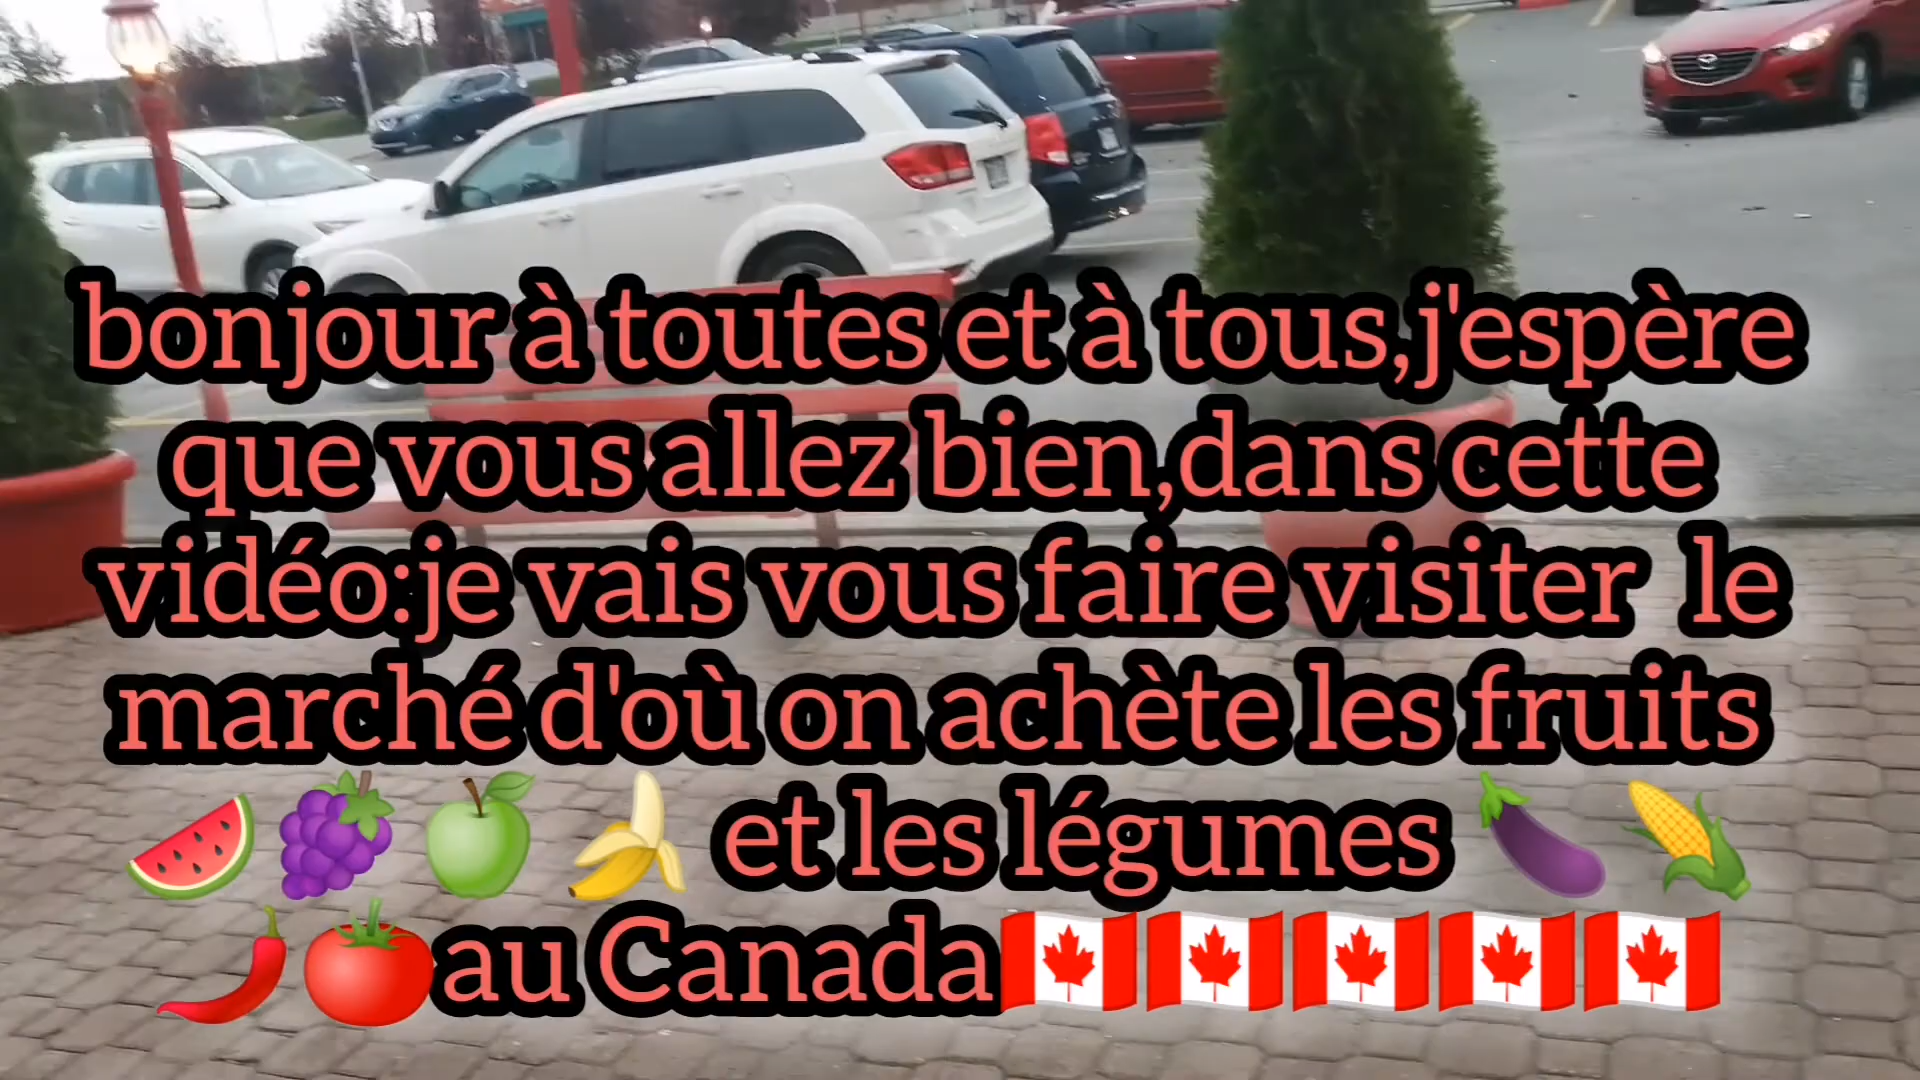 bonjour à toutes et à tous,j'espère
que vous allez bien,dans cette
vidéo:je vais vous faire visiter le
marché d'où on achète les fruits
🍉🍇🍏🍌 et les légumes🍆🌽
🌶️🍅au Canada🇨🇦🇨🇦🇨🇦🇨🇦🇨🇦